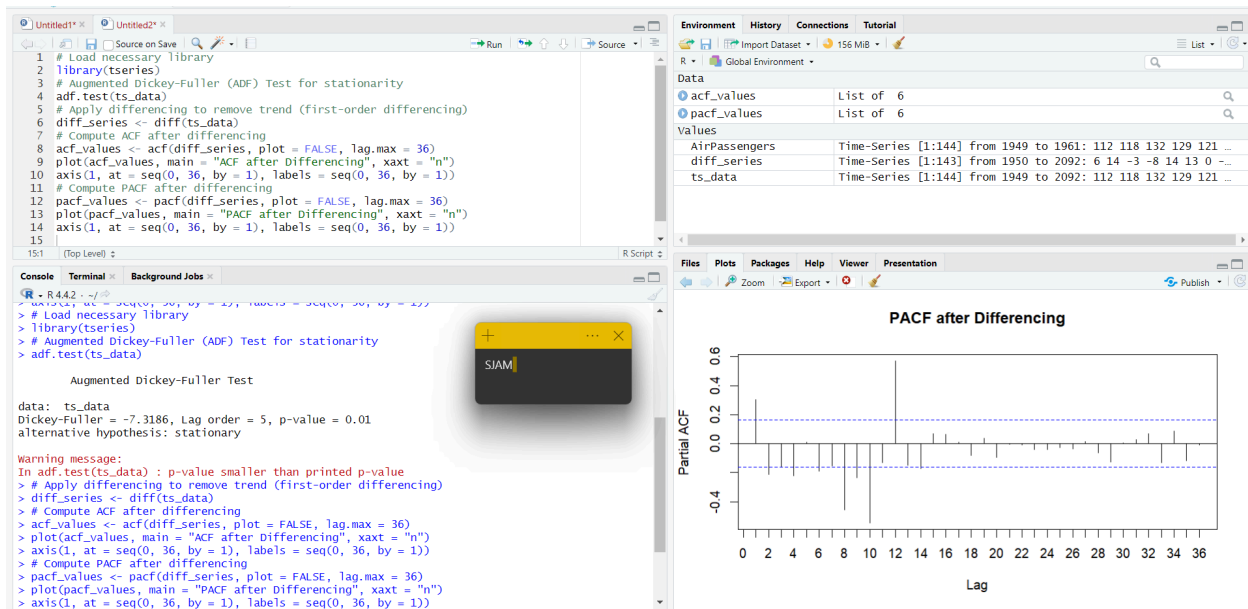 Untitled1* Untitled2*
Source on Save Run Source
1 # Load necessary library
2 library(tseries)
3 # Augmented Dickey-Fuller (ADF) Test for stationarity
4 adf.test(ts_data)
5 # Apply differencing to remove trend (first-order differencing)
6 diff_series <- diff(ts_data)
7 # Compute ACF after differencing
8 acf_values <- acf(diff_series, plot = FALSE, lag.max = 36)
9 plot(acf_values, main = "ACF after Differencing", xaxt = "n")
10 axis(1, at = seq(0, 36, by = 1), labels = seq(0, 36, by = 1))
11 # Compute PACF after differencing
12 pacf_values <- pacf(diff_series, plot = FALSE, lag.max = 36)
13 plot(pacf_values, main = "PACF after Differencing", xaxt = "n")
14 axis(1, at = seq(0, 36, by = 1), labels = seq(0, 36, by = 1))
15
15:1 (Top Level) R Script
Console Terminal Background Jobs
R 4.4.2 · ~/
> axis(1, at = seq(0, 36, by = 1), labels = seq(0, 36, by = 1))
> # Load necessary library
> library(tseries)
> # Augmented Dickey-Fuller (ADF) Test for stationarity
> adf.test(ts_data)
Augmented Dickey-Fuller Test
data: ts_data
Dickey-Fuller = -7.3186, Lag order = 5, p-value = 0.01
alternative hypothesis: stationary
Warning message:
In adf.test(ts_data) : p-value smaller than printed p-value
> # Apply differencing to remove trend (first-order differencing)
> diff_series <- diff(ts_data)
> # Compute ACF after differencing
> acf_values <- acf(diff_series, plot = FALSE, lag.max = 36)
> plot(acf_values, main = "ACF after Differencing", xaxt = "n")
> axis(1, at = seq(0, 36, by = 1), labels = seq(0, 36, by = 1))
> # Compute PACF after differencing
> pacf_values <- pacf(diff_series, plot = FALSE, lag.max = 36)
> plot(pacf_values, main = "PACF after Differencing", xaxt = "n")
> axis(1, at = seq(0, 36, by = 1), labels = seq(0, 36, by = 1))
SJAM
Environment History Connections Tutorial
Import Dataset 156 MiB List
R Global Environment
Data
acf_values List of 6
pacf_values List of 6
Values
AirPassengers Time-Series [1:144] from 1949 to 1961: 112 118 132 129 121 …
diff_series Time-Series [1:143] from 1950 to 2092: 6 14 -3 -8 14 13 0 -…
ts_data Time-Series [1:144] from 1949 to 2092: 112 118 132 129 121 …
Files Plots Packages Help Viewer Presentation
Zoom Export Publish
PACF after Differencing
Partial ACF
0.6
0.4
0.2
0.0
-0.4
0 2 4 6 8 10 12 14 16 18 20 22 24 26 28 30 32 34 36
Lag